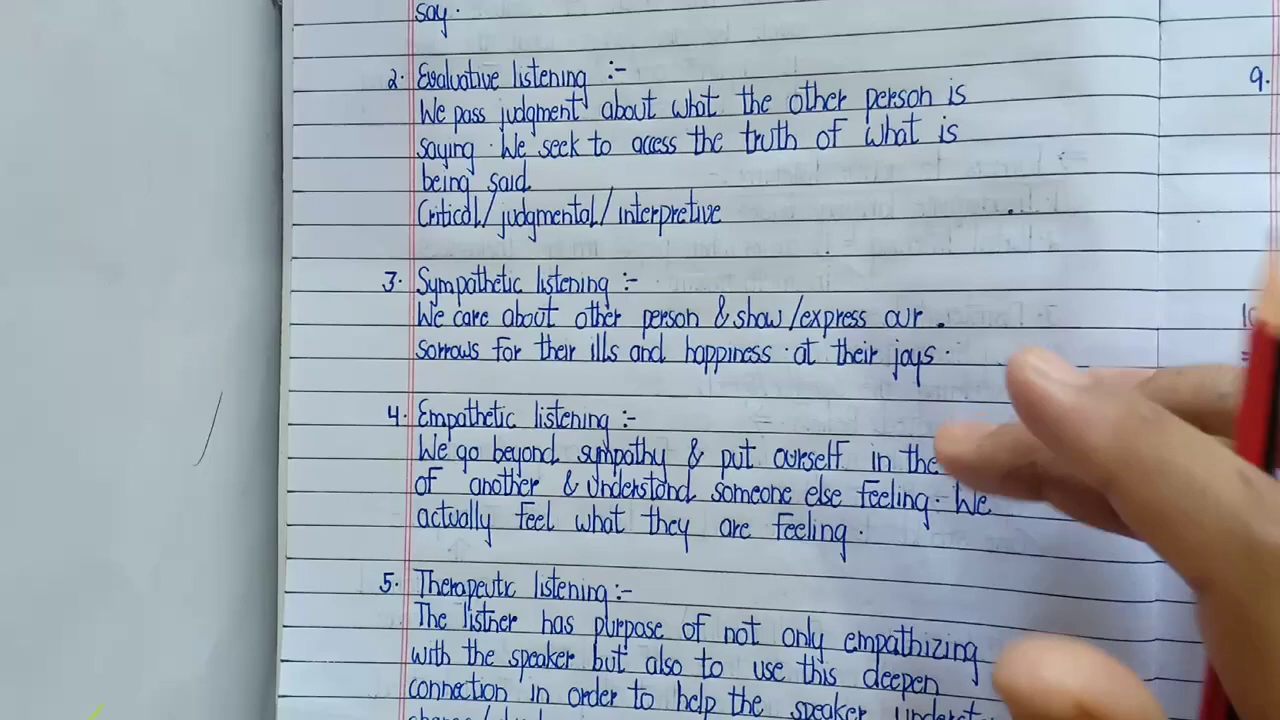 say.
2. Evaluative listening :-
We pass judgment about what the other person is
saying. We seek to access the truth of what is
being said
Critical/judgmental/interpretive
3. Sympathetic listening :-
We care about other person & show/express our.
sorrows for their ills and happiness. at their joys.
4. Empathetic listening :-
We go beyond sympathy & put ourself in the
of another & understand someone else feeling. We
actually feel what they are feeling.
5. Therapeutc listening :-
The listner has purpose of not only empathizing
with the speaker but also to use this deepen
connection in order to help the speaker
9.